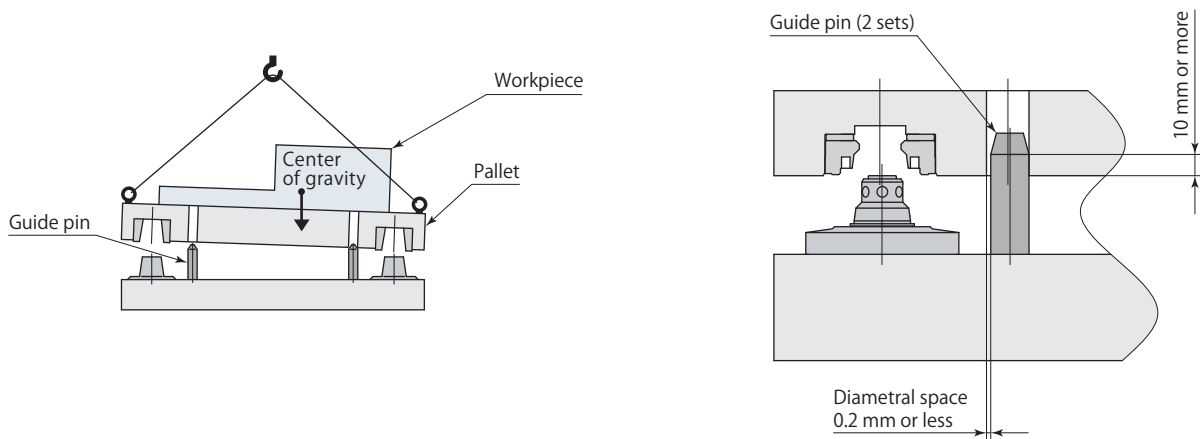 Workpiece
Center
of gravity
Pallet
Guide pin
Guide pin (2 sets)
10 mm or more
Diametral space
0.2 mm or less